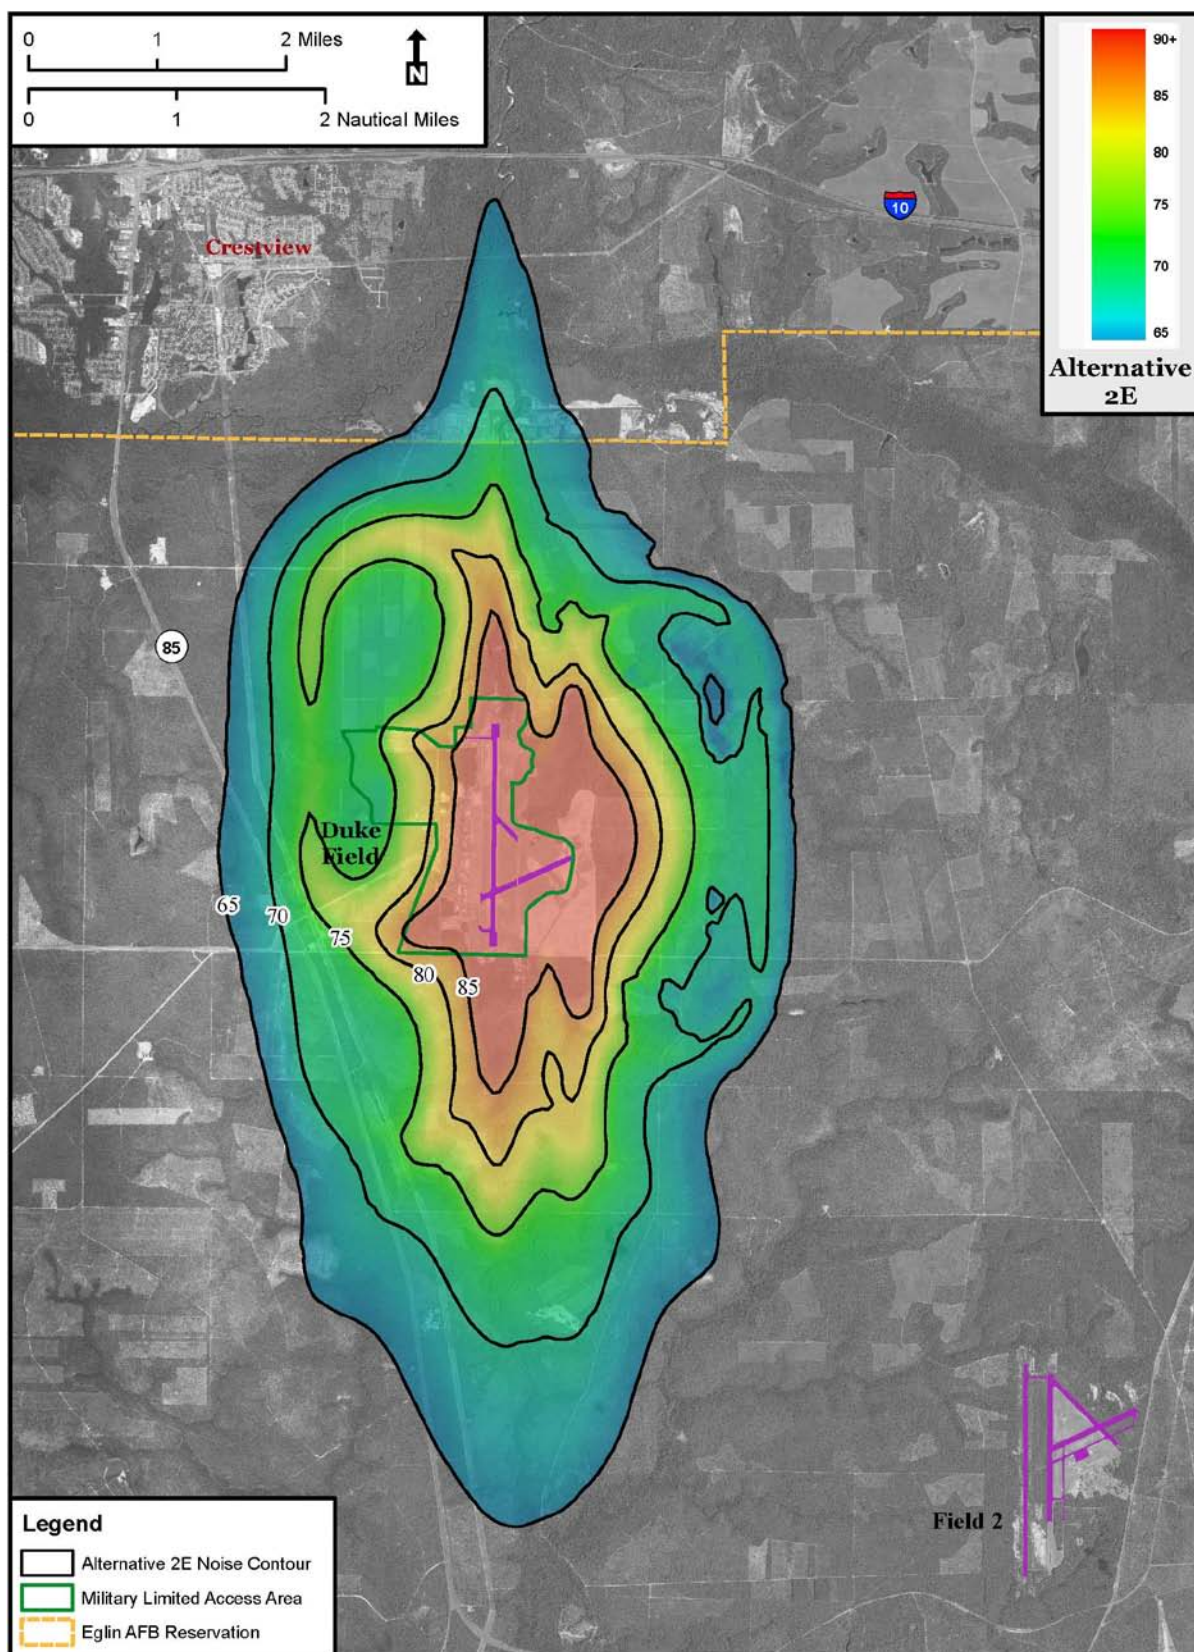 0 1 2 Miles
N
0 1 2 Nautical Miles
90+
85
80
75
70
65
Alternative
2E
10
Crestview
85
Duke
Field
65
70
75
80
85
Field 2
Legend
Alternative 2E Noise Contour
Military Limited Access Area
Eglin AFB Reservation